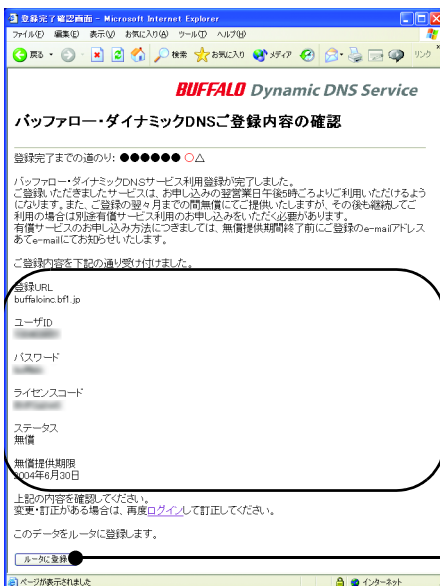 登録完了確認画面 - Microsoft Internet Explorer
ファイル(F) 編集(E) 表示(V) お気に入り(A) ツール(T) ヘルプ(H)
戻る 検索 お気に入り メディア リンク
BUFFALO Dynamic DNS Service
バッファロー・ダイナミックDNSご登録内容の確認
登録完了までの道のり: ●●●●●● ○△
バッファロー・ダイナミックDNSサービス利用登録が完了しました。
ご登録いただきましたサービスは、お申し込みの翌営業日午後5時ごろよりご利用いただけるよう
になります。また、ご登録の翌々月までの間無償にてご提供いたしますが、その後も継続してご
利用の場合は別途有償サービス利用のお申し込みをいただく必要があります。
有償サービスのお申し込み方法につきましては、無償提供期間終了前にご登録のe-mailアドレス
あてe-mailにてお知らせいたします。
ご登録内容を下記の通り受け付けました。
登録URL
buffaloinc.bf1.jp
ユーザID
パスワード
ライセンスコード
ステータス
無償
無償提供期限
2004年6月30日
上記の内容を確認してください。
変更・訂正がある場合は、再度ログインして訂正してください。
このデータをルータに登録します。
ルータに登録
ページが表示されました インターネット